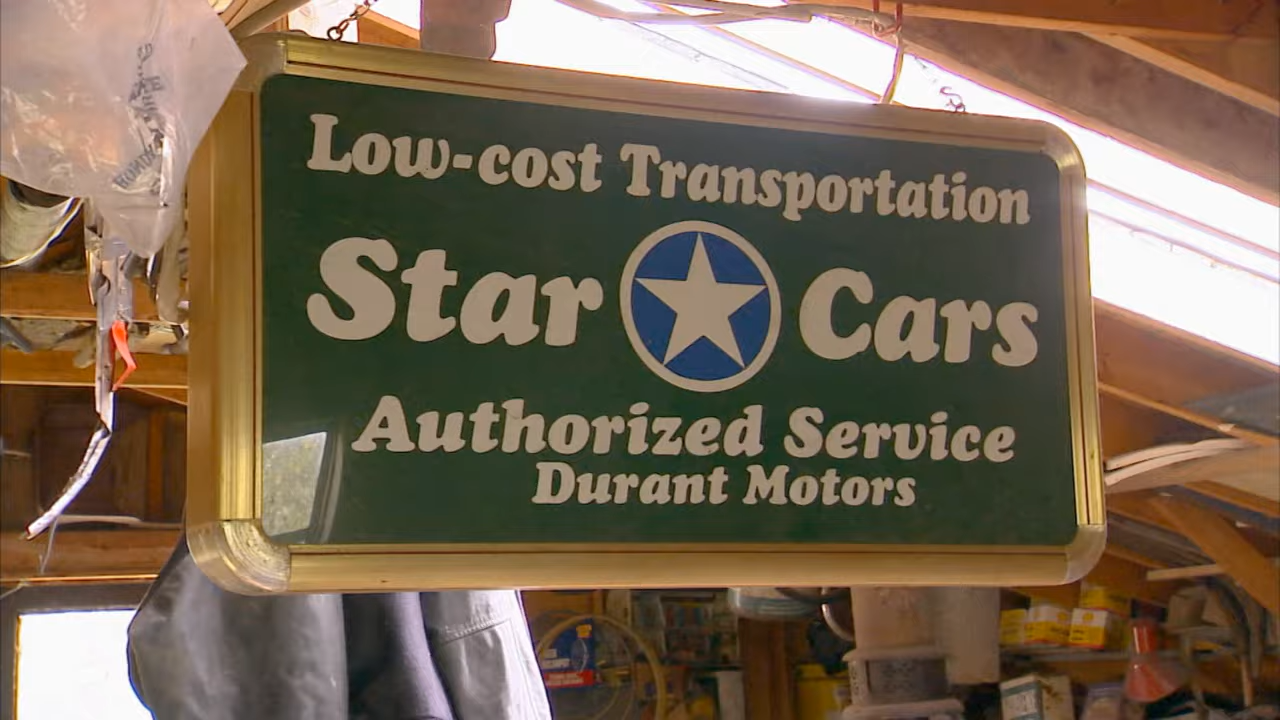 Low-cost Transportation
Star Cars
Authorized Service
Durant Motors